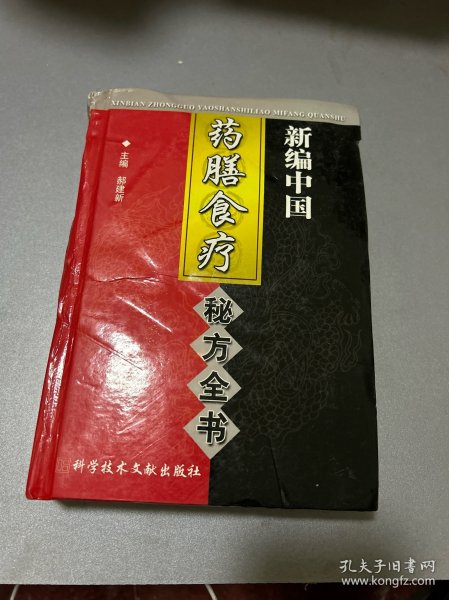 XINBIAN ZHONGGUO YAOSHANSHILIAO MIFANG QUANSHU
新编中国
药膳食疗
秘方全书
◆主编 郝建新
科学技术文献出版社
孔夫子旧书网
www.kongfz.com